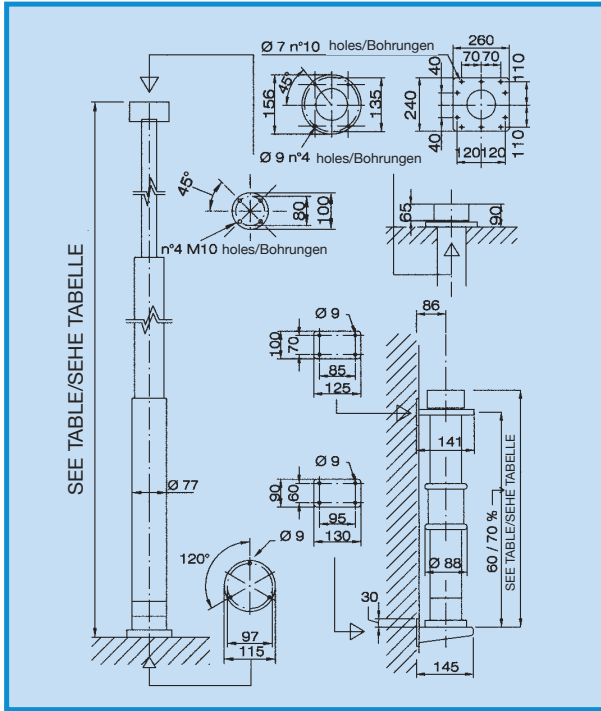 Ø 7 n°10 holes/Bohrungen
260
70 70
40
110
45°
156
135
240
40
110
Ø 9 n°4 holes/Bohrungen
120 120
45°
80
100
65
90
n°4 M10 holes/Bohrungen
SEE TABLE/SEHE TABELLE
86
Ø 9
100
70
85
125
141
Ø 9
90
60
95
130
Ø 77
Ø 88
60 / 70 %
SEE TABLE/SEHE TABELLE
120°
Ø 9
30
97
115
145